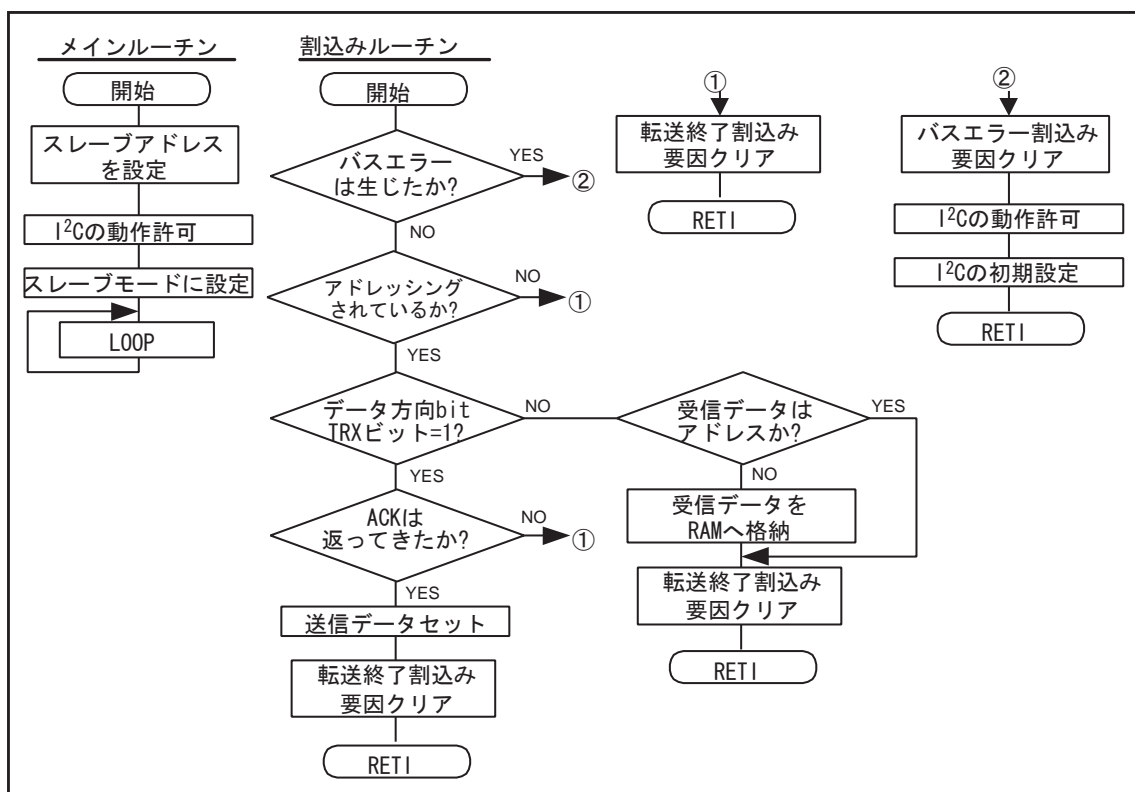 メインルーチン
開始
スレーブアドレス
を設定
I²Cの動作許可
スレーブモードに設定
LOOP
割込みルーチン
開始
バスエラー
は生じたか?
YES
②
NO
アドレッシング
されているか?
NO
①
YES
データ方向bit
TRXビット=1?
NO
YES
ACKは
返ってきたか?
NO
①
YES
送信データセット
転送終了割込み
要因クリア
RETI
受信データは
アドレスか?
YES
NO
受信データを
RAMへ格納
転送終了割込み
要因クリア
RETI
①
転送終了割込み
要因クリア
RETI
②
バスエラー割込み
要因クリア
I²Cの動作許可
I²Cの初期設定
RETI